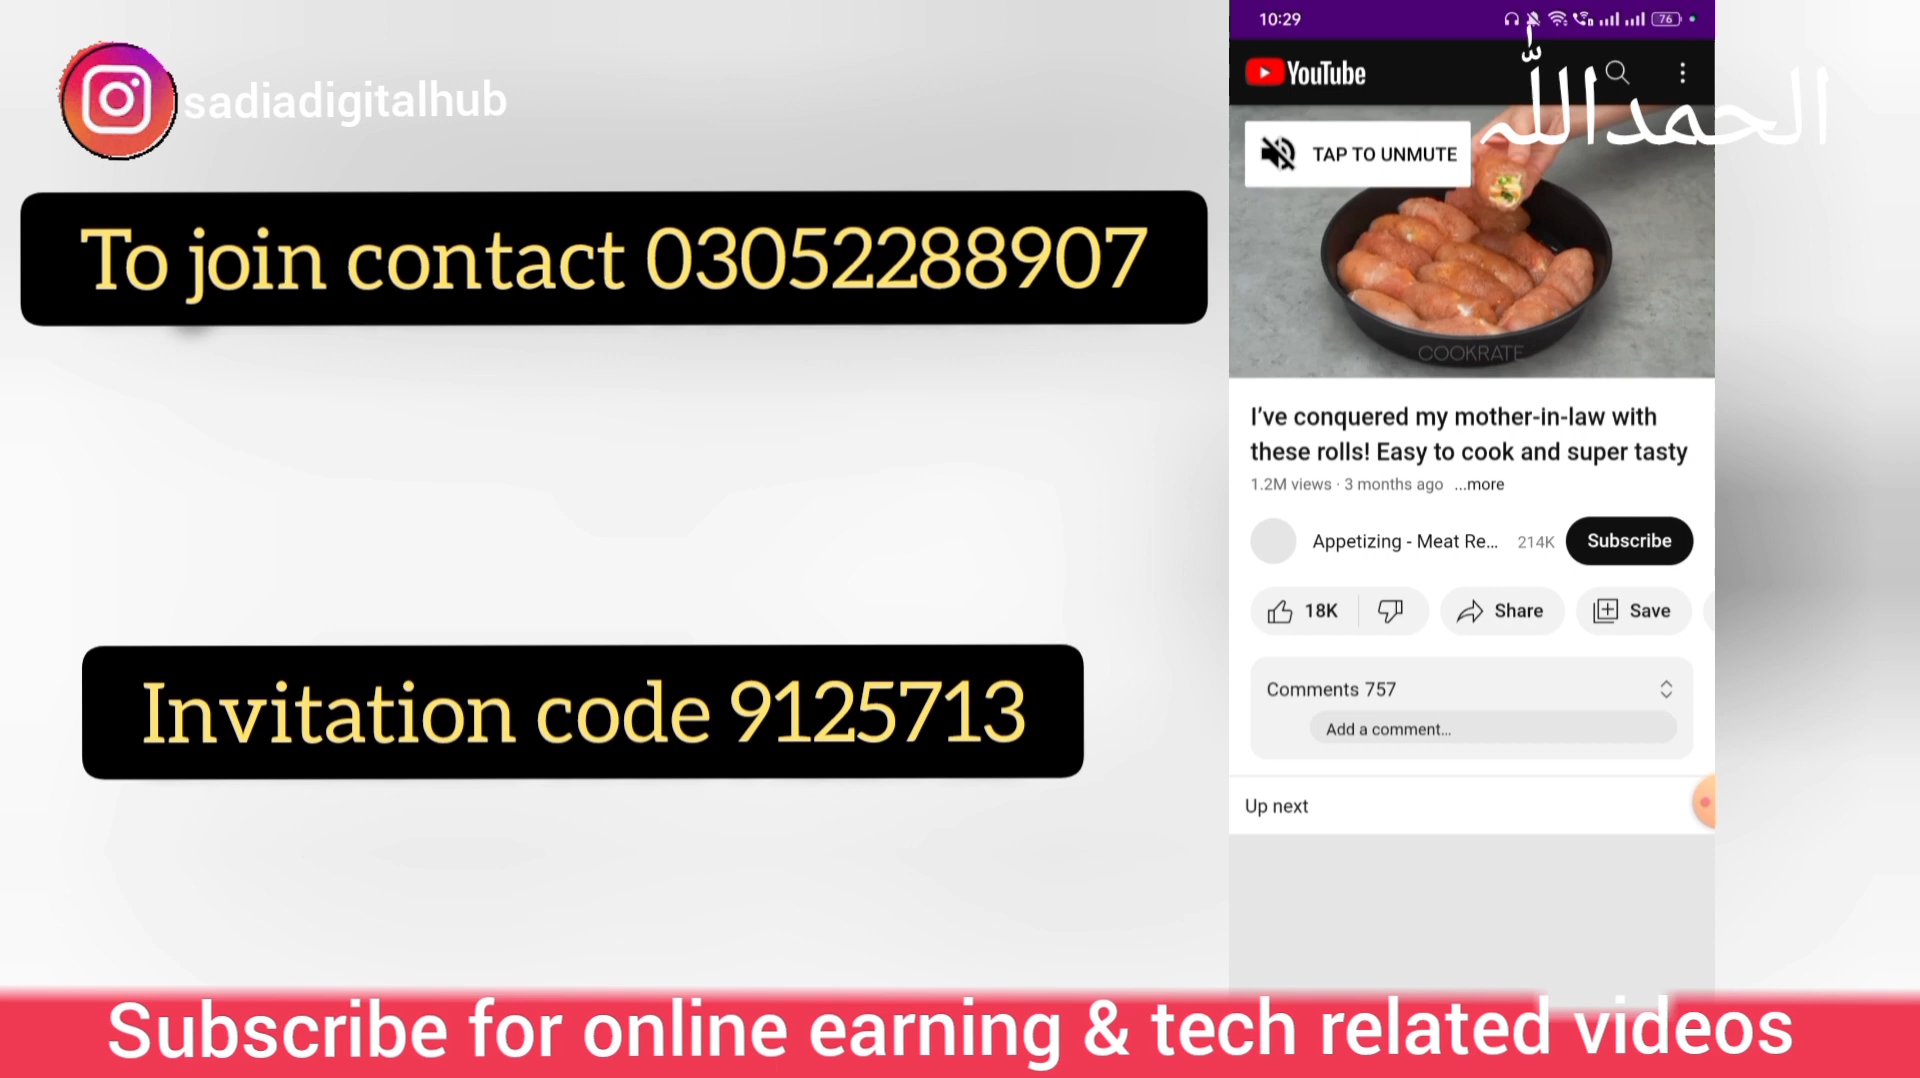 sadiadigitalhub
To join contact 03052288907
Invitation code 9125713
10:29
76
YouTube
الحمداللّٰہ
TAP TO UNMUTE
COOKRATE
I’ve conquered my mother-in-law with
these rolls! Easy to cook and super tasty
1.2M views · 3 months ago ...more
Appetizing - Meat Re... 214K Subscribe
18K Share Save
Comments 757
Add a comment...
Up next
Subscribe for online earning & tech related videos